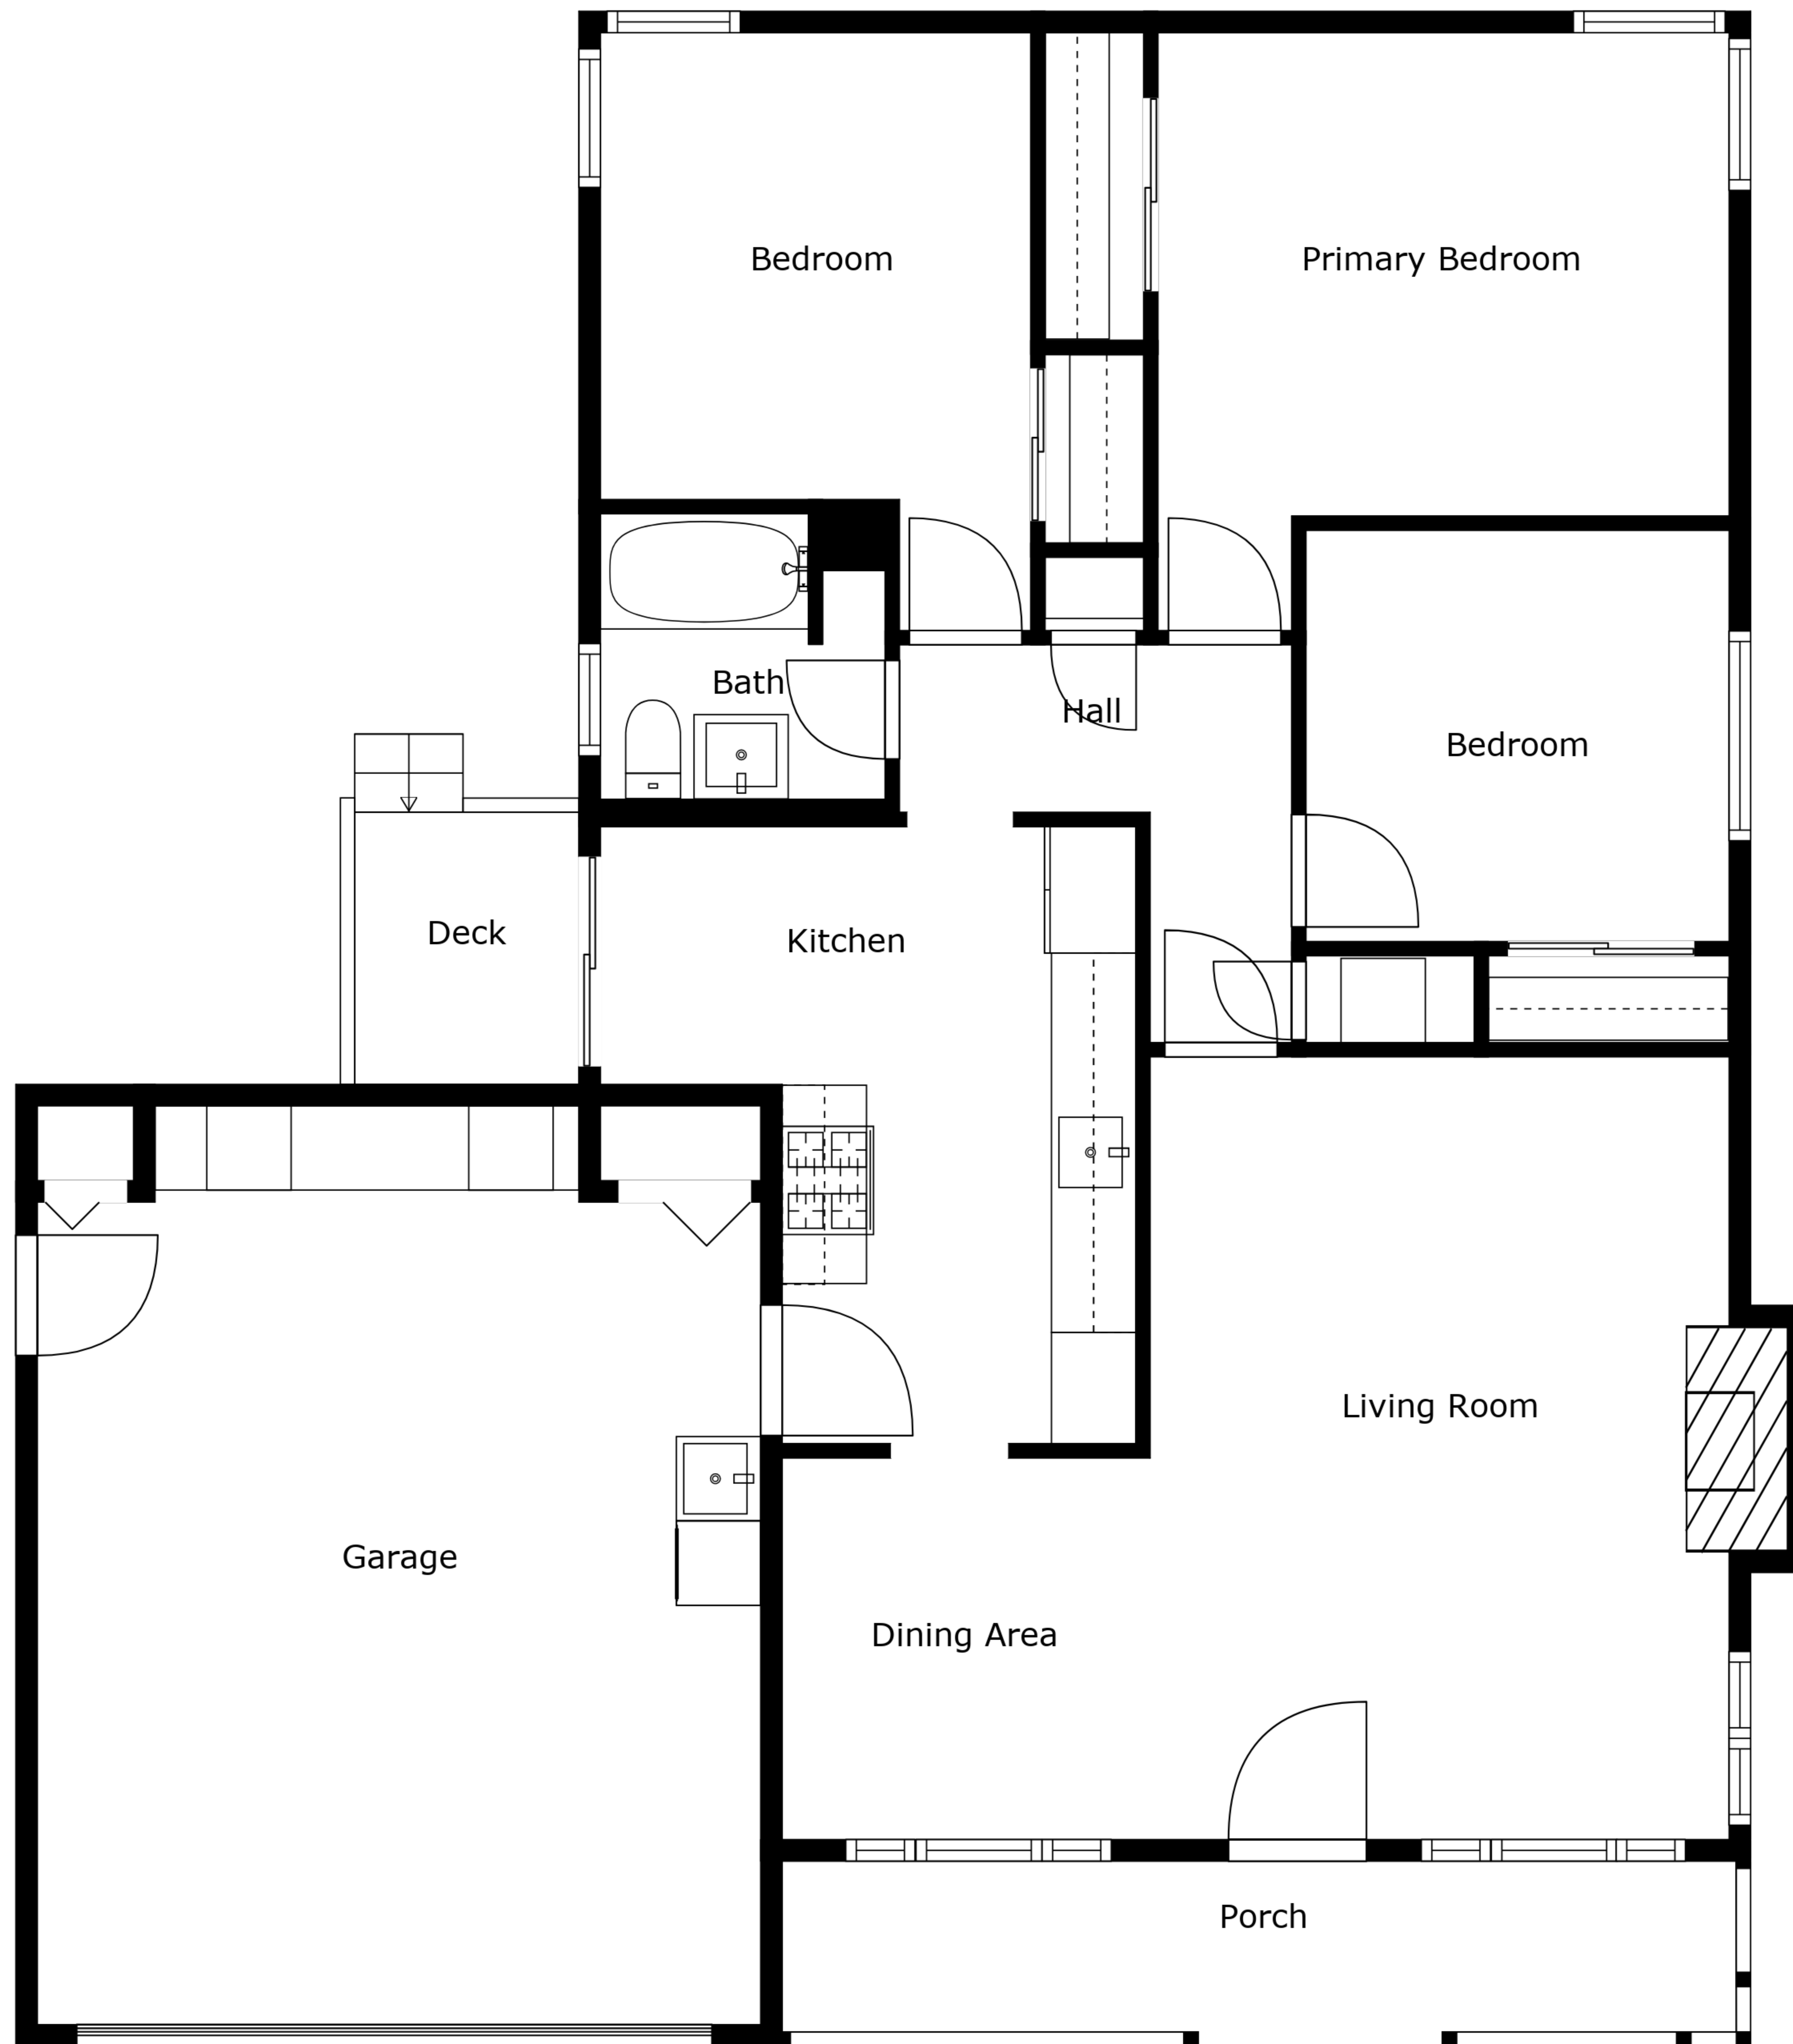 Bedroom
Primary Bedroom
Bath
Hall
Bedroom
Deck
Kitchen
Living Room
Garage
Dining Area
Porch